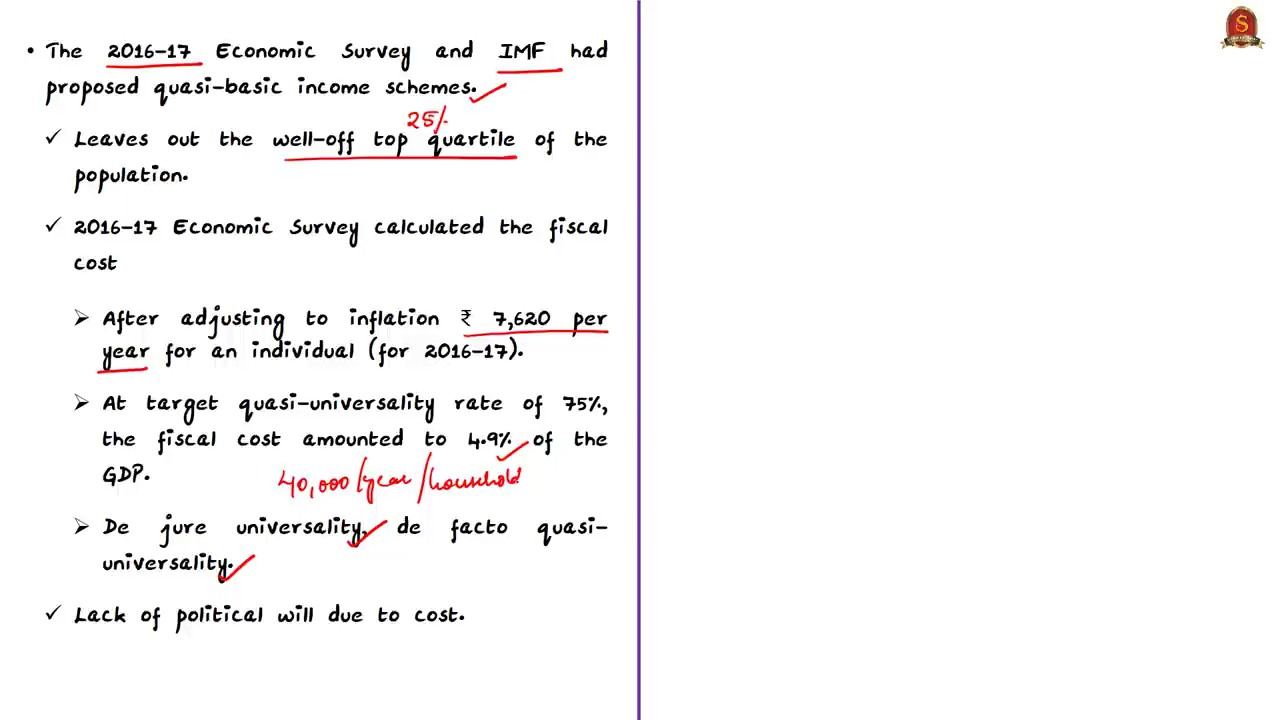 • The 2016-17 Economic Survey and IMF had
proposed quasi-basic income schemes.
25%
✓ Leaves out the well-off top quartile of the
population.
✓ 2016-17 Economic Survey calculated the fiscal
cost
➤ After adjusting to inflation ₹ 7,620 per
year for an individual (for 2016-17).
➤ At target quasi-universality rate of 75%,
the fiscal cost amounted to 4.9% of the
GDP.
40,000/year/household
➤ De jure universality, de facto quasi-
universality.
✓ Lack of political will due to cost.
S